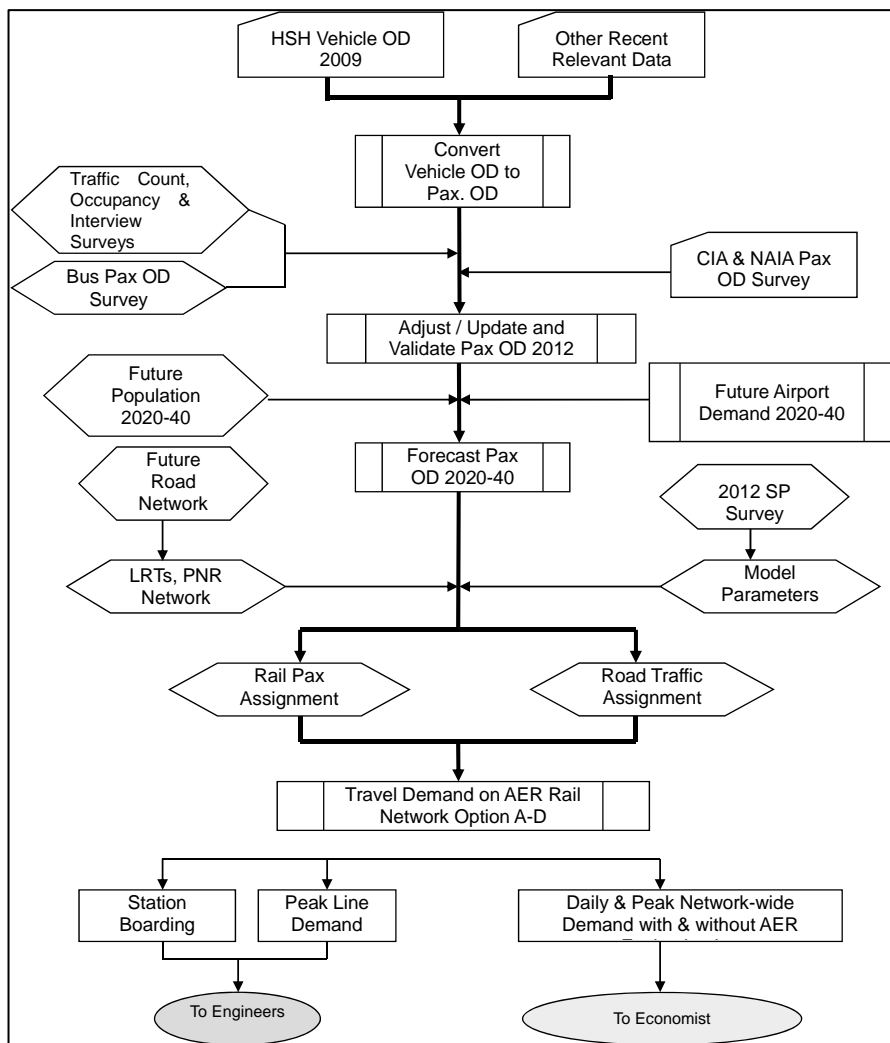 HSH Vehicle OD
2009
Other Recent
Relevant Data
Convert
Vehicle OD to
Pax. OD
Traffic Count,
Occupancy &
Interview
Surveys
Bus Pax OD
Survey
CIA & NAIA Pax
OD Survey
Adjust / Update and
Validate Pax OD 2012
Future
Population
2020-40
Future Airport
Demand 2020-40
Forecast Pax
OD 2020-40
Future
Road
Network
2012 SP
Survey
LRTs, PNR
Network
Model
Parameters
Rail Pax
Assignment
Road Traffic
Assignment
Travel Demand on AER Rail
Network Option A-D
Station
Boarding
Peak Line
Demand
Daily & Peak Network-wide
Demand with & without AER
To Engineers
To Economist